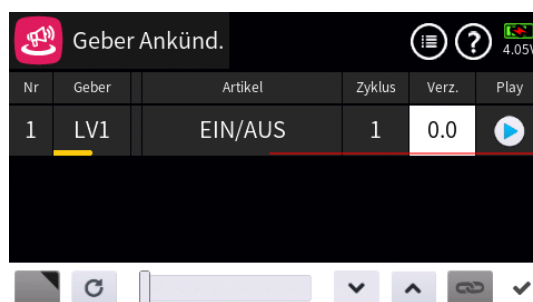 Geber Ankünd.
4.05V
Nr Geber Artikel Zyklus Verz. Play
1 LV1 EIN/AUS 1 0.0